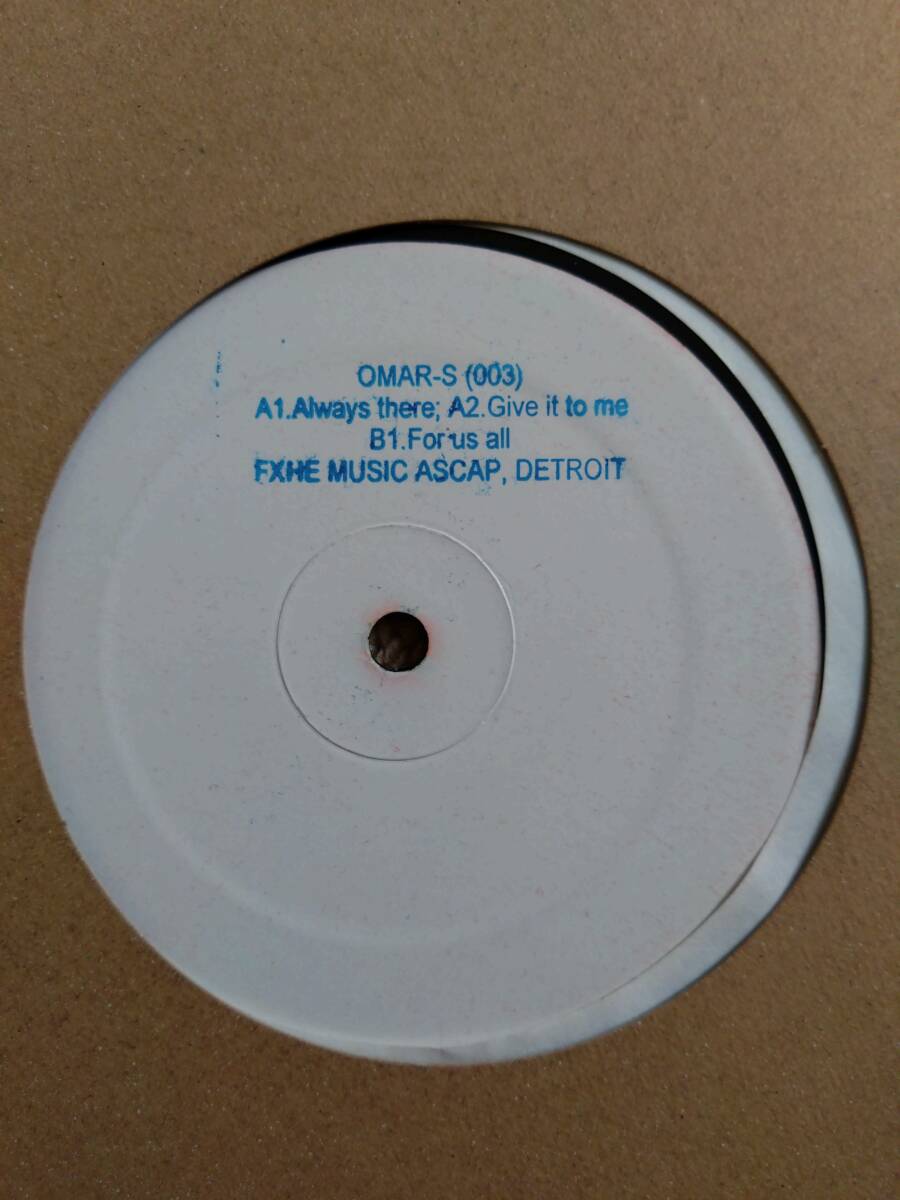 OMAR-S (003)
A1.Always there; A2.Give it to me
B1.For us all
FXHE MUSIC ASCAP, DETROIT